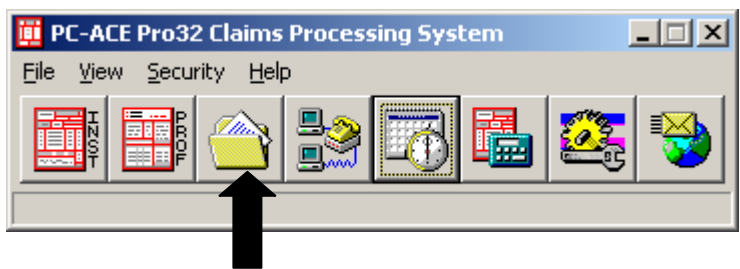 PC-ACE Pro32 Claims Processing System
File View Security Help
INST PROF